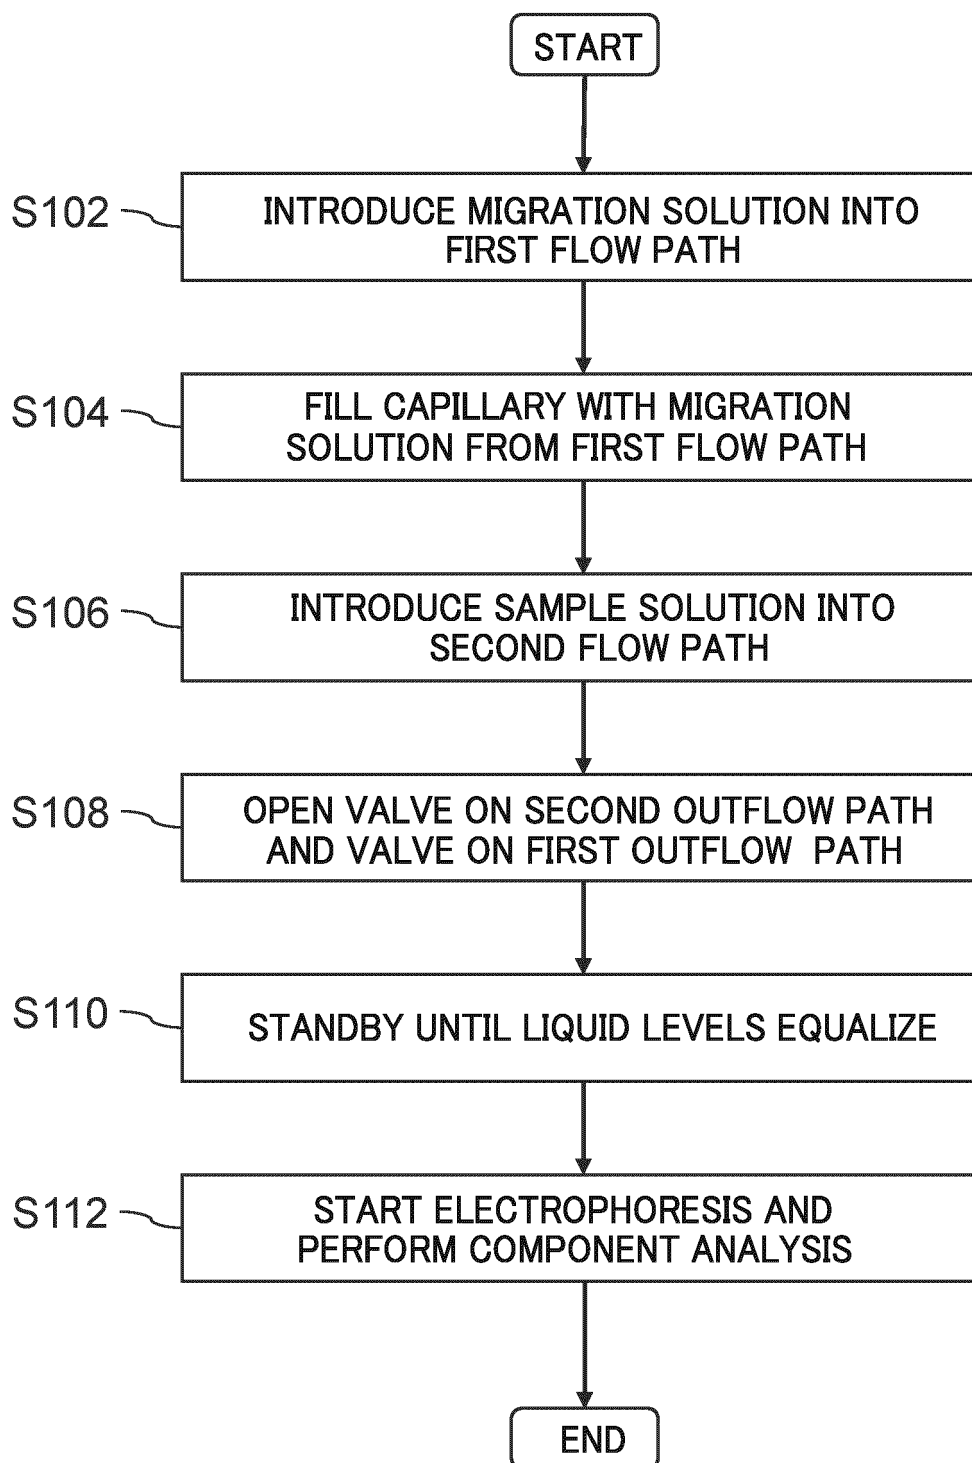 START
S102
INTRODUCE MIGRATION SOLUTION INTO
FIRST FLOW PATH
S104
FILL CAPILLARY WITH MIGRATION
SOLUTION FROM FIRST FLOW PATH
S106
INTRODUCE SAMPLE SOLUTION INTO
SECOND FLOW PATH
S108
OPEN VALVE ON SECOND OUTFLOW PATH
AND VALVE ON FIRST OUTFLOW PATH
S110
STANDBY UNTIL LIQUID LEVELS EQUALIZE
S112
START ELECTROPHORESIS AND
PERFORM COMPONENT ANALYSIS
END